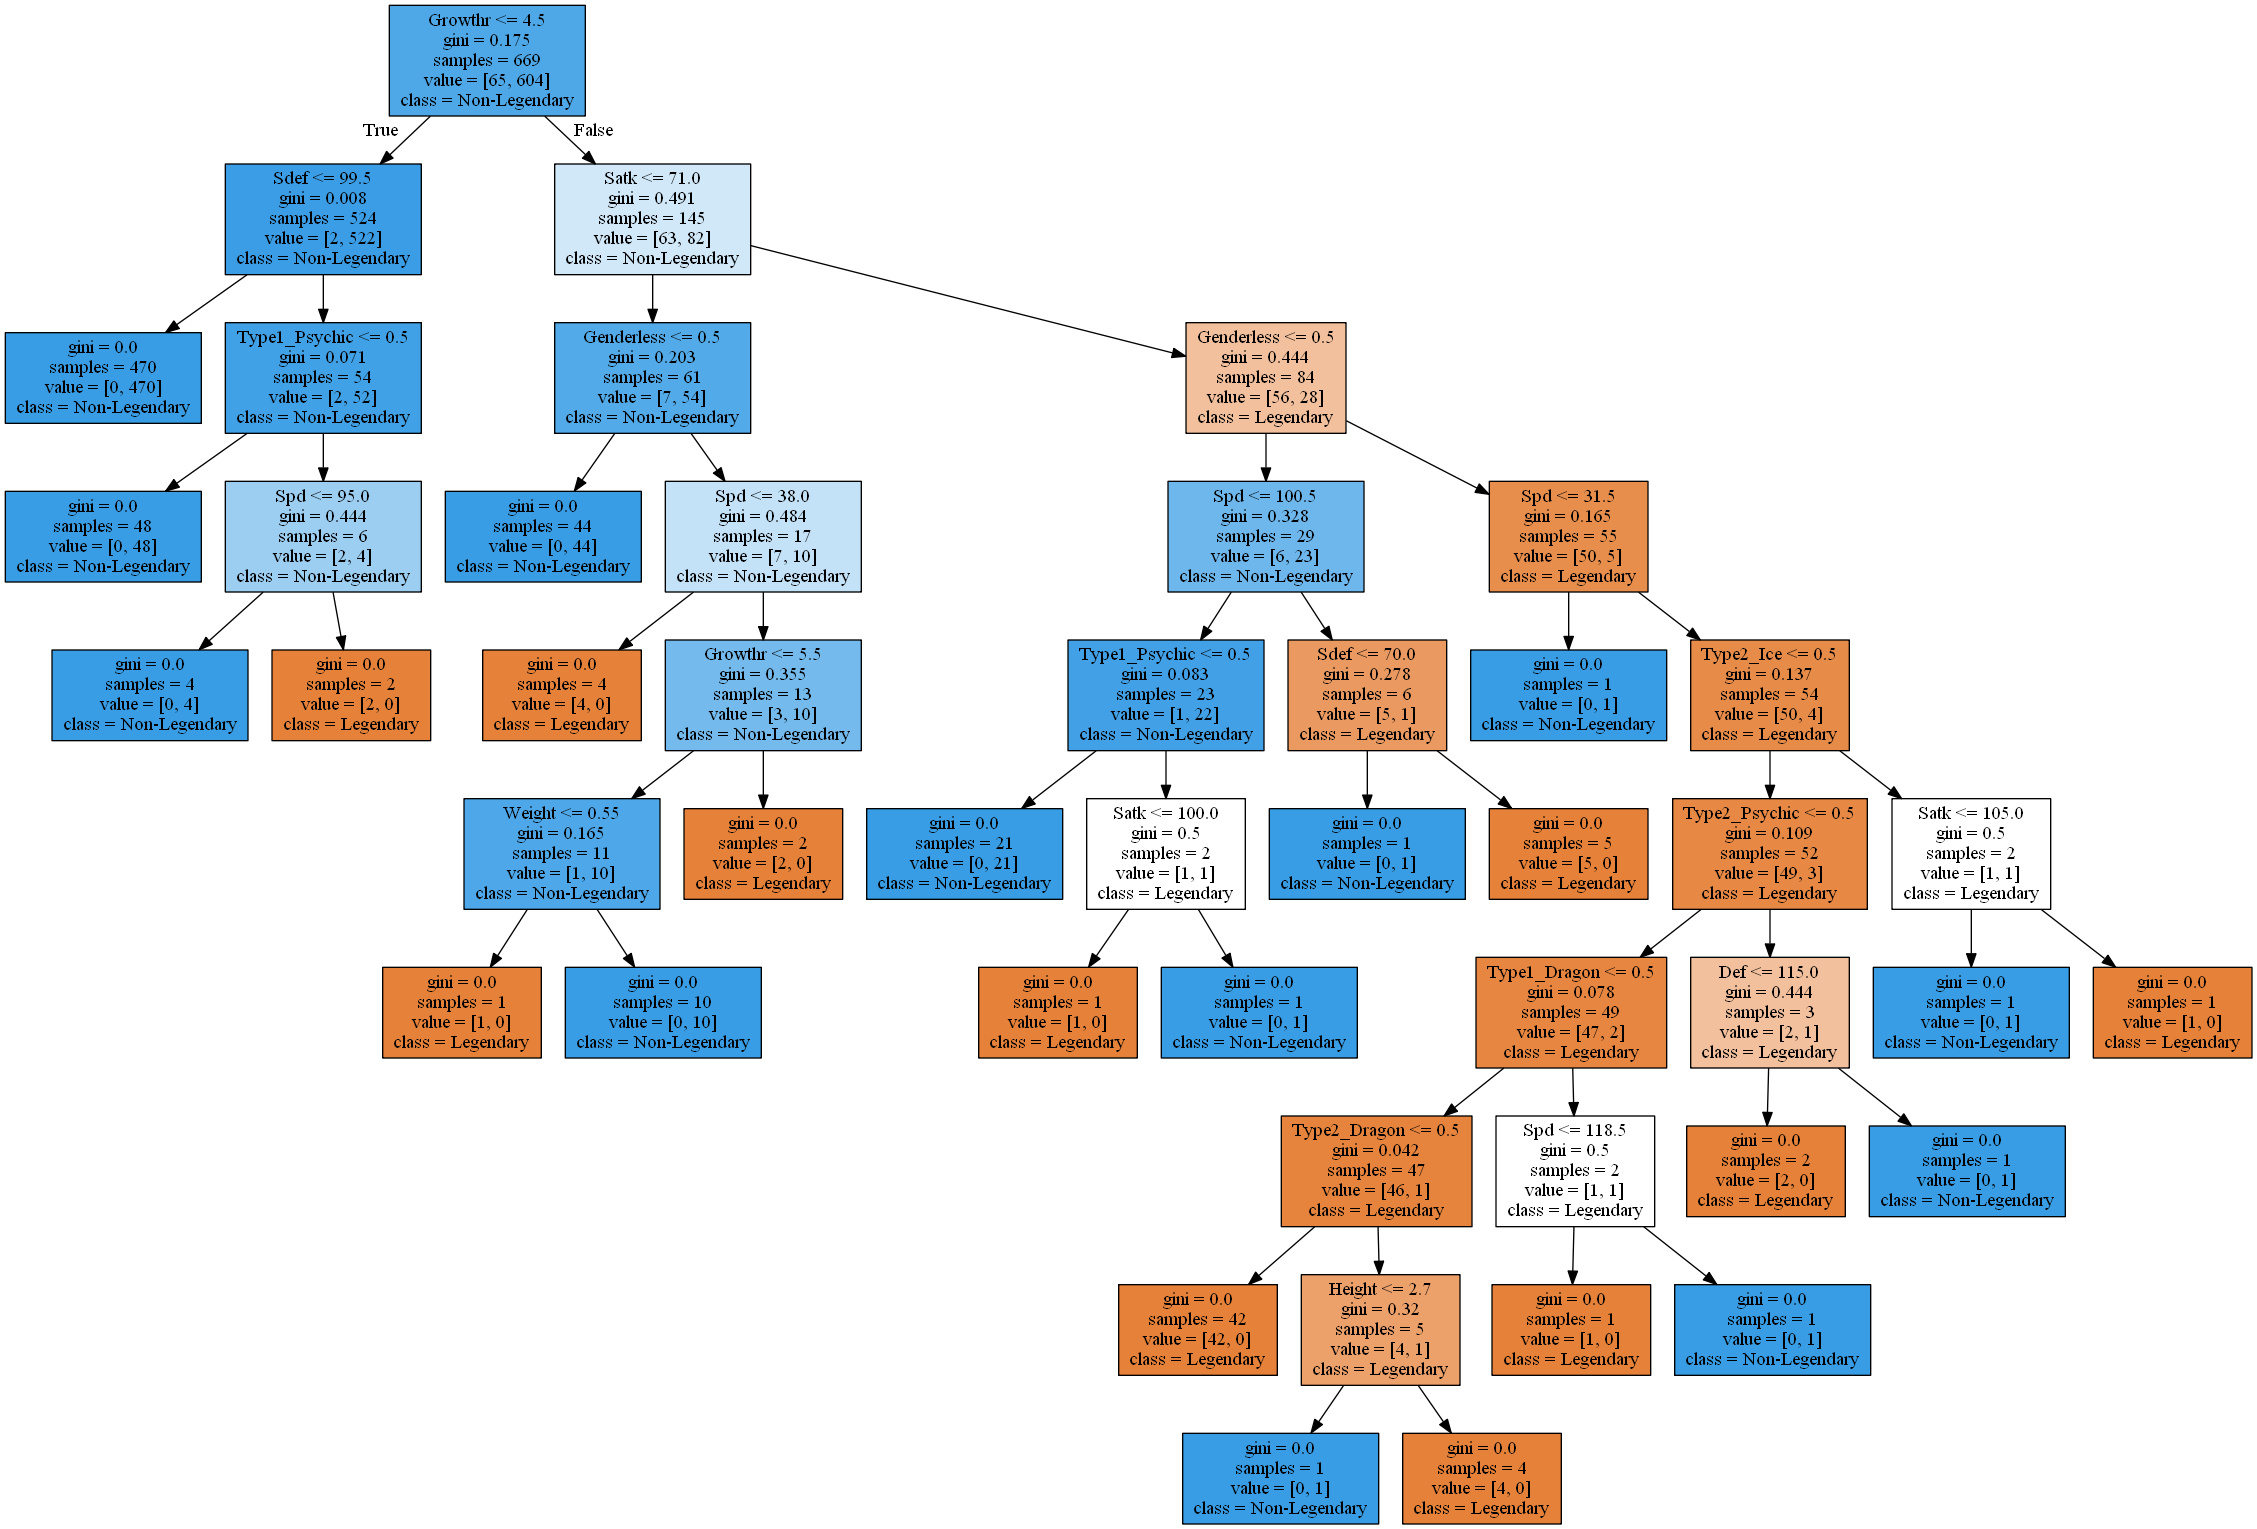 Growthr <= 4.5
gini = 0.175
samples = 669
value = [65, 604]
class = Non-Legendary
True
False
Sdef <= 99.5
gini = 0.008
samples = 524
value = [2, 522]
class = Non-Legendary
Satk <= 71.0
gini = 0.491
samples = 145
value = [63, 82]
class = Non-Legendary
gini = 0.0
samples = 470
value = [0, 470]
class = Non-Legendary
Type1_Psychic <= 0.5
gini = 0.071
samples = 54
value = [2, 52]
class = Non-Legendary
Genderless <= 0.5
gini = 0.203
samples = 61
value = [7, 54]
class = Non-Legendary
Genderless <= 0.5
gini = 0.444
samples = 84
value = [56, 28]
class = Legendary
gini = 0.0
samples = 48
value = [0, 48]
class = Non-Legendary
Spd <= 95.0
gini = 0.444
samples = 6
value = [2, 4]
class = Non-Legendary
gini = 0.0
samples = 44
value = [0, 44]
class = Non-Legendary
Spd <= 38.0
gini = 0.484
samples = 17
value = [7, 10]
class = Non-Legendary
Spd <= 100.5
gini = 0.328
samples = 29
value = [6, 23]
class = Non-Legendary
Spd <= 31.5
gini = 0.165
samples = 55
value = [50, 5]
class = Legendary
gini = 0.0
samples = 4
value = [0, 4]
class = Non-Legendary
gini = 0.0
samples = 2
value = [2, 0]
class = Legendary
gini = 0.0
samples = 4
value = [4, 0]
class = Legendary
Growthr <= 5.5
gini = 0.355
samples = 13
value = [3, 10]
class = Non-Legendary
Type1_Psychic <= 0.5
gini = 0.083
samples = 23
value = [1, 22]
class = Non-Legendary
Sdef <= 70.0
gini = 0.278
samples = 6
value = [5, 1]
class = Legendary
gini = 0.0
samples = 1
value = [0, 1]
class = Non-Legendary
Type2_Ice <= 0.5
gini = 0.137
samples = 54
value = [50, 4]
class = Legendary
Weight <= 0.55
gini = 0.165
samples = 11
value = [1, 10]
class = Non-Legendary
gini = 0.0
samples = 2
value = [2, 0]
class = Legendary
gini = 0.0
samples = 21
value = [0, 21]
class = Non-Legendary
Satk <= 100.0
gini = 0.5
samples = 2
value = [1, 1]
class = Legendary
gini = 0.0
samples = 1
value = [0, 1]
class = Non-Legendary
gini = 0.0
samples = 5
value = [5, 0]
class = Legendary
Type2_Psychic <= 0.5
gini = 0.109
samples = 52
value = [49, 3]
class = Legendary
Satk <= 105.0
gini = 0.5
samples = 2
value = [1, 1]
class = Legendary
gini = 0.0
samples = 1
value = [1, 0]
class = Legendary
gini = 0.0
samples = 10
value = [0, 10]
class = Non-Legendary
gini = 0.0
samples = 1
value = [1, 0]
class = Legendary
gini = 0.0
samples = 1
value = [0, 1]
class = Non-Legendary
Type1_Dragon <= 0.5
gini = 0.078
samples = 49
value = [47, 2]
class = Legendary
Def <= 115.0
gini = 0.444
samples = 3
value = [2, 1]
class = Legendary
gini = 0.0
samples = 1
value = [0, 1]
class = Non-Legendary
gini = 0.0
samples = 1
value = [1, 0]
class = Legendary
Type2_Dragon <= 0.5
gini = 0.042
samples = 47
value = [46, 1]
class = Legendary
Spd <= 118.5
gini = 0.5
samples = 2
value = [1, 1]
class = Legendary
gini = 0.0
samples = 2
value = [2, 0]
class = Legendary
gini = 0.0
samples = 1
value = [0, 1]
class = Non-Legendary
gini = 0.0
samples = 42
value = [42, 0]
class = Legendary
Height <= 2.7
gini = 0.32
samples = 5
value = [4, 1]
class = Legendary
gini = 0.0
samples = 1
value = [1, 0]
class = Legendary
gini = 0.0
samples = 1
value = [0, 1]
class = Non-Legendary
gini = 0.0
samples = 1
value = [0, 1]
class = Non-Legendary
gini = 0.0
samples = 4
value = [4, 0]
class = Legendary